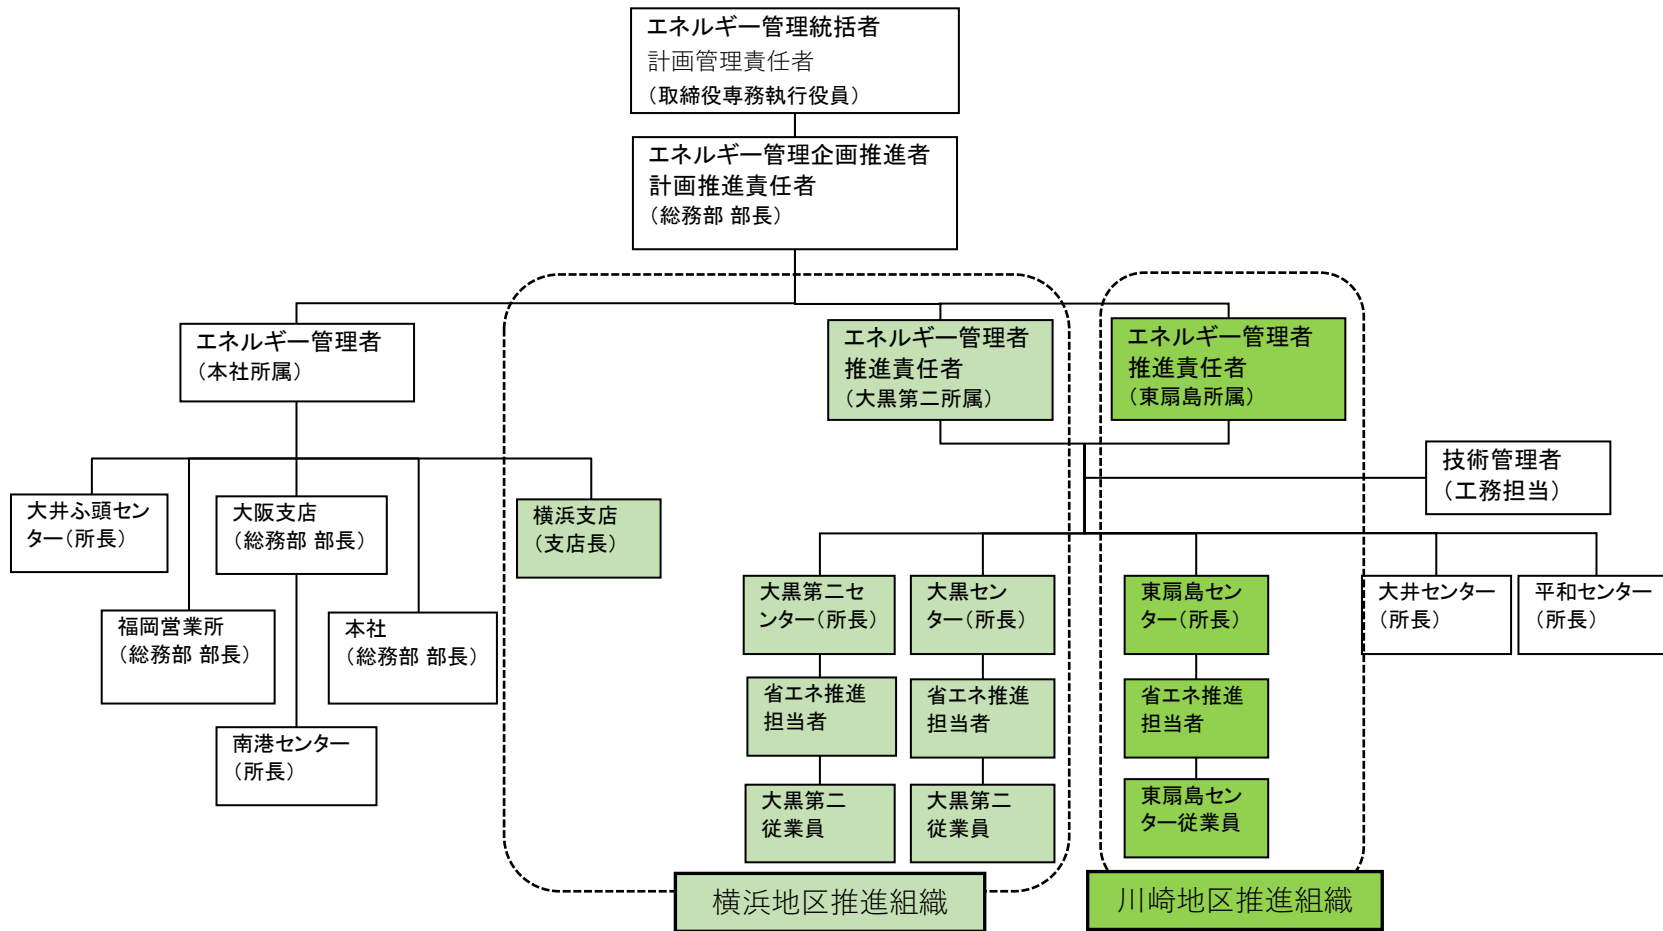 エネルギー管理統括者
計画管理責任者
（取締役専務執行役員）
エネルギー管理企画推進者
計画推進責任者
（総務部 部長）
エネルギー管理者
（本社所属）
エネルギー管理者
推進責任者
（大黒第二所属）
エネルギー管理者
推進責任者
（東扇島所属）
技術管理者
（工務担当）
大井ふ頭セン
ター（所長）
大阪支店
（総務部 部長）
横浜支店
（支店長）
福岡営業所
（総務部 部長）
本社
（総務部 部長）
南港センター
（所長）
大黒第二セ
ンター（所長）
大黒セン
ター（所長）
東扇島セン
ター（所長）
大井センター
（所長）
平和センター
（所長）
省エネ推進
担当者
省エネ推進
担当者
省エネ推進
担当者
大黒第二
従業員
大黒第二
従業員
東扇島セン
ター従業員
横浜地区推進組織
川崎地区推進組織